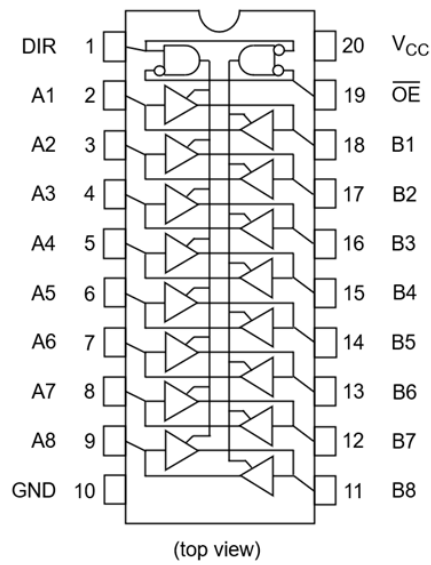 DIR 1 20 V_CC
A1 2 19 O̅E̅
A2 3 18 B1
A3 4 17 B2
A4 5 16 B3
A5 6 15 B4
A6 7 14 B5
A7 8 13 B6
A8 9 12 B7
GND 10 11 B8
(top view)